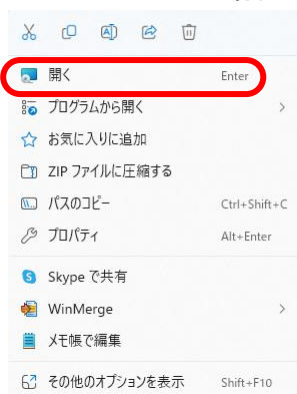 開く Enter
プログラムから開く
お気に入りに追加
ZIP ファイルに圧縮する
パスのコピー Ctrl+Shift+C
プロパティ Alt+Enter
Skype で共有
WinMerge
メモ帳で編集
その他のオプションを表示 Shift+F10